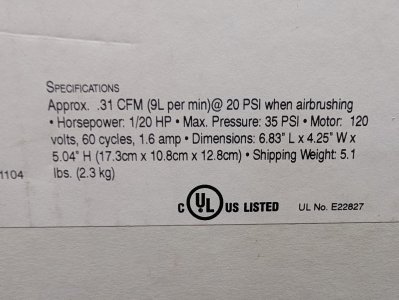 SPECIFICATIONS
Approx. .31 CFM (9L per min)@ 20 PSI when airbrushing
• Horsepower: 1/20 HP • Max. Pressure: 35 PSI • Motor: 120
volts, 60 cycles, 1.6 amp • Dimensions: 6.83" L x 4.25" W x
5.04" H (17.3cm x 10.8cm x 12.8cm) • Shipping Weight: 5.1
lbs. (2.3 kg)
1104
C UL US LISTED UL No. E22827